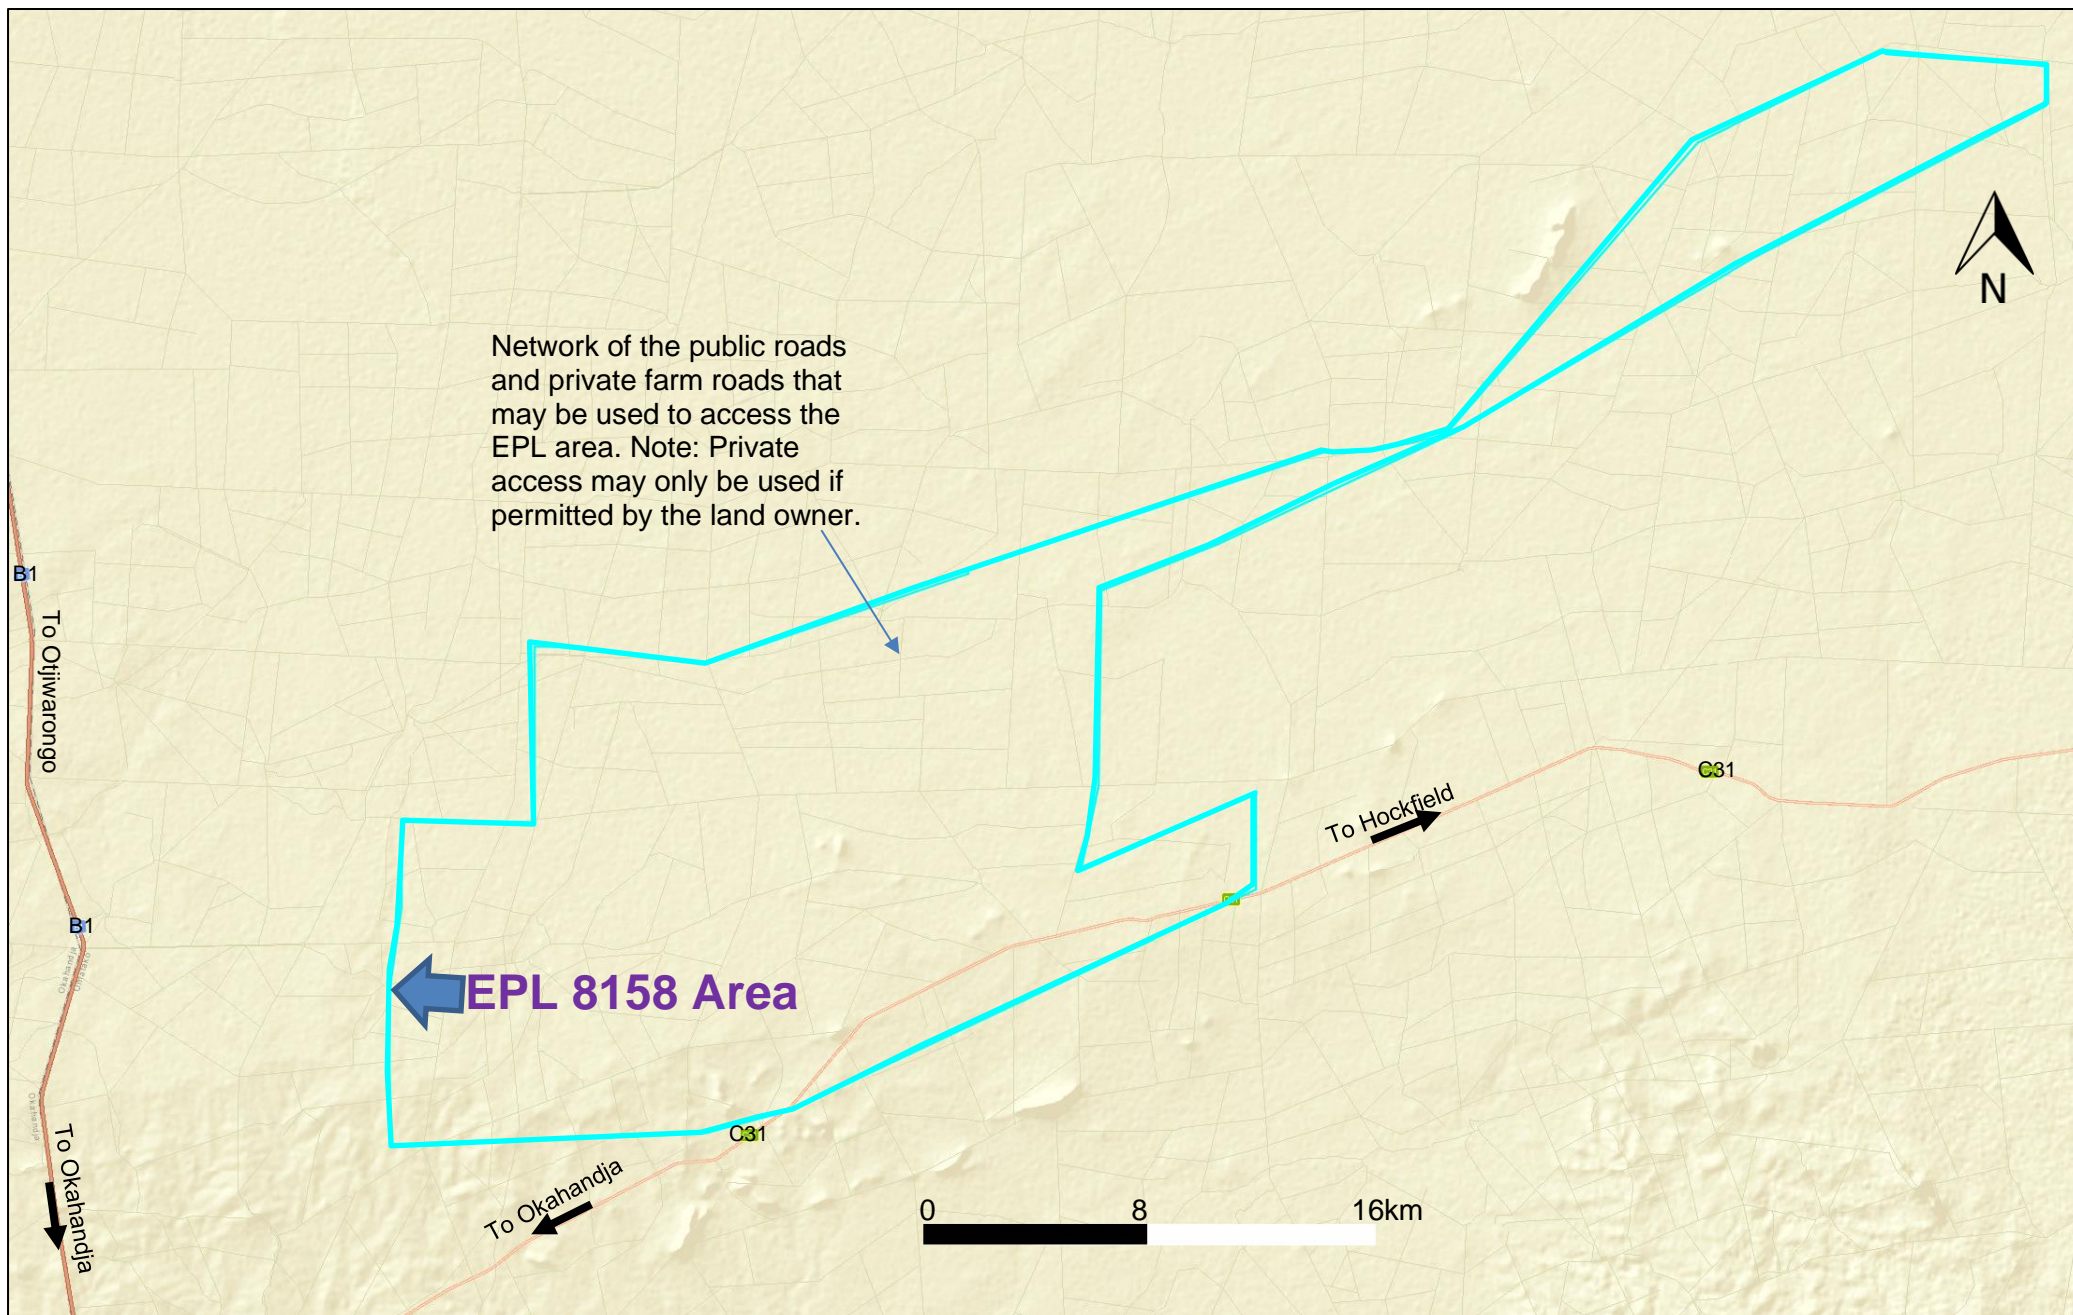 N
Network of the public roads
and private farm roads that
may be used to access the
EPL area. Note: Private
access may only be used if
permitted by the land owner.
B1
To Otjiwarongo
C31
To Hockfield
B1
Okahandja
EPL 8158 Area
Okahandja
C31
To Okahandja
To Okahandja
0 8 16km